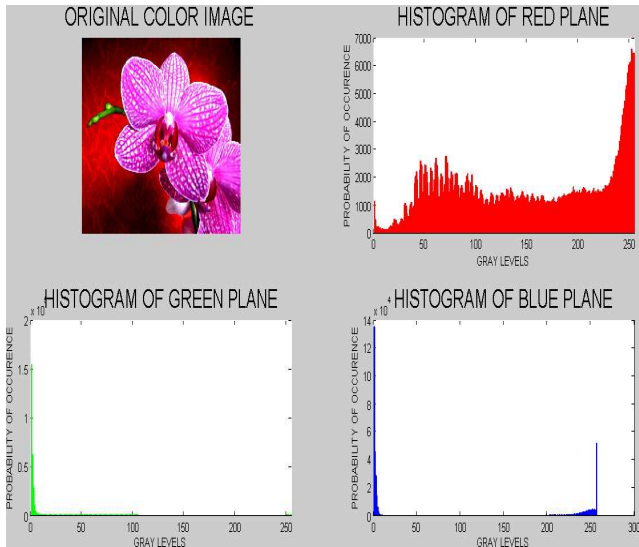 ORIGINAL COLOR IMAGE
HISTOGRAM OF RED PLANE
7000
6000
5000
4000
3000
2000
1000
0
PROBABILITY OF OCCURENCE
0 50 100 150 200 250
GRAY LEVELS
HISTOGRAM OF GREEN PLANE
2
1.5
1
0.5
0
PROBABILITY OF OCCURENCE
0 50 100 150 200 250
GRAY LEVELS
x 10^4
HISTOGRAM OF BLUE PLANE
14
12
10
8
6
4
2
0
PROBABILITY OF OCCURENCE
0 50 100 150 200 250 300
GRAY LEVELS